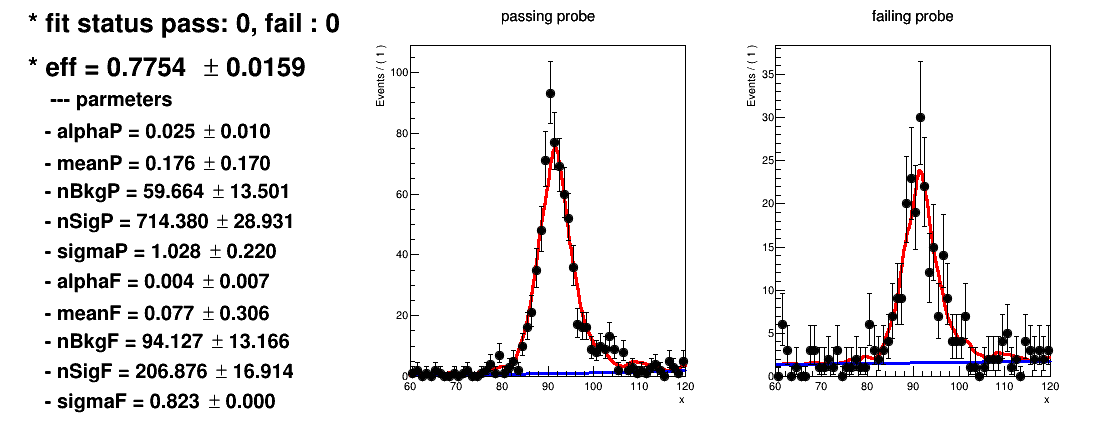 * fit status pass: 0, fail : 0
* eff = 0.7754 ± 0.0159
--- parmeters
- alphaP = 0.025 ± 0.010
- meanP = 0.176 ± 0.170
- nBkgP = 59.664 ± 13.501
- nSigP = 714.380 ± 28.931
- sigmaP = 1.028 ± 0.220
- alphaF = 0.004 ± 0.007
- meanF = 0.077 ± 0.306
- nBkgF = 94.127 ± 13.166
- nSigF = 206.876 ± 16.914
- sigmaF = 0.823 ± 0.000
passing probe
Events / ( 1 )
100
80
60
40
20
0
60 70 80 90 100 110 120
x
failing probe
Events / ( 1 )
35
30
25
20
15
10
5
0
60 70 80 90 100 110 120
x